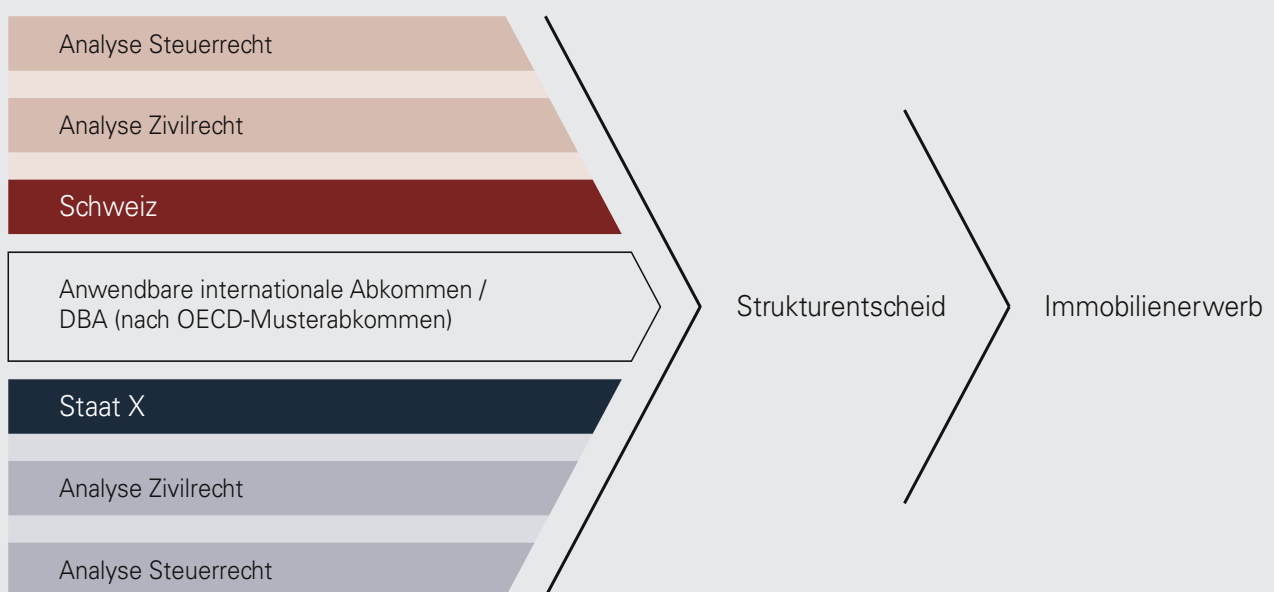 Analyse Steuerrecht
Analyse Zivilrecht
Schweiz
Anwendbare internationale Abkommen /
DBA (nach OECD-Musterabkommen)
Strukturentscheid
Immobilienerwerb
Staat X
Analyse Zivilrecht
Analyse Steuerrecht